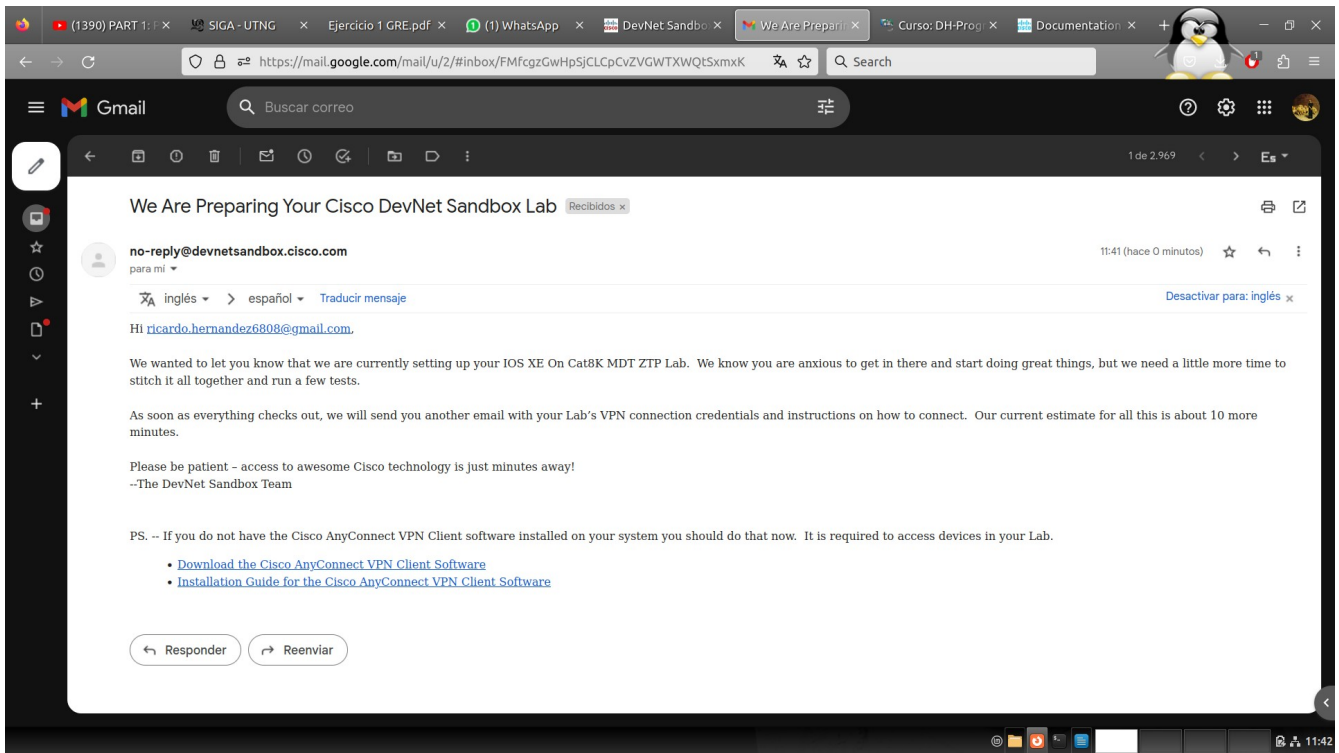 (1390) PART 1: F
SIGA - UTNG
Ejercicio 1 GRE.pdf
(1) WhatsApp
DevNet Sandbo
We Are Preparin
Curso: DH-Prog
Documentation
https://mail.google.com/mail/u/2/#inbox/FMfcgzGwHpSjCLCpCvZVGWTXWQtSxmxK
Search
Gmail
Buscar correo
1 de 2.969
Es
We Are Preparing Your Cisco DevNet Sandbox Lab Recibidos x
no-reply@devnetsandbox.cisco.com
11:41 (hace 0 minutos)
para mí
inglés > español Traducir mensaje
Desactivar para: inglés x
Hi ricardo.hernandez6808@gmail.com,
We wanted to let you know that we are currently setting up your IOS XE On Cat8K MDT ZTP Lab. We know you are anxious to get in there and start doing great things, but we need a little more time to
stitch it all together and run a few tests.
As soon as everything checks out, we will send you another email with your Lab's VPN connection credentials and instructions on how to connect. Our current estimate for all this is about 10 more
minutes.
Please be patient – access to awesome Cisco technology is just minutes away!
--The DevNet Sandbox Team
PS. -- If you do not have the Cisco AnyConnect VPN Client software installed on your system you should do that now. It is required to access devices in your Lab.
• Download the Cisco AnyConnect VPN Client Software
• Installation Guide for the Cisco AnyConnect VPN Client Software
Responder
Reenviar
11:42